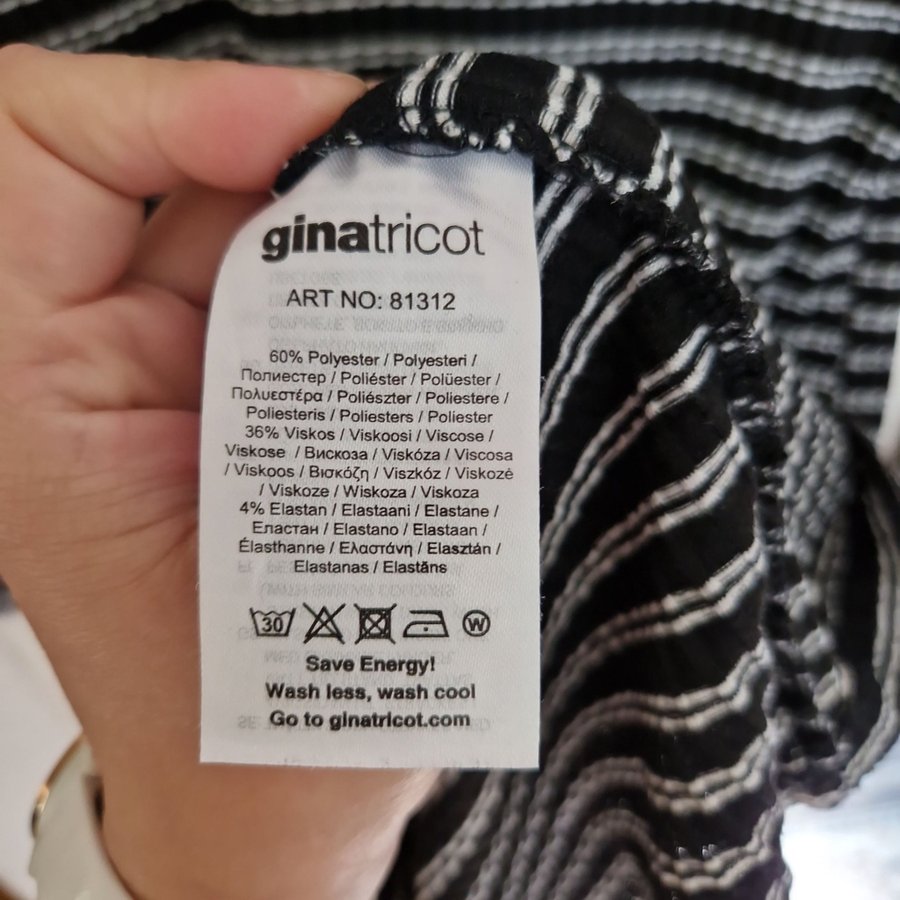 ginatricot
ART NO: 81312
60% Polyester / Polyesteri /
Полиестер / Poliéster / Polüester /
Πολυεστέρα / Poliészter / Poliestere /
Poliesteris / Poliesters / Poliester
36% Viskos / Viskoosi / Viscose /
Viskose / Вискоза / Viskóza / Viscosa
/ Viskoos / Βισκόζη / Viszkóz / Viskozė
/ Viskoze / Wiskoza / Viskoza
4% Elastan / Elastaani / Elastane /
Еластан / Elastano / Elastaan /
Élasthanne / Ελαστάνη / Elasztán /
Elastanas / Elastāns
30 W
Save Energy!
Wash less, wash cool
Go to ginatricot.com